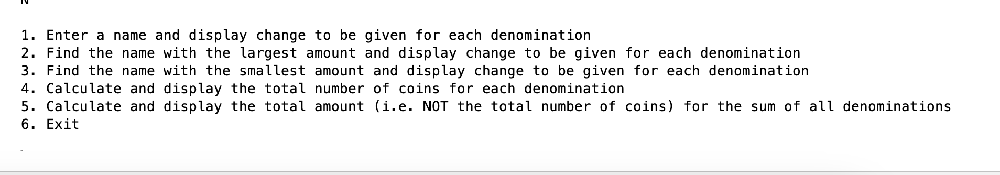 N
1. Enter a name and display change to be given for each denomination
2. Find the name with the largest amount and display change to be given for each denomination
3. Find the name with the smallest amount and display change to be given for each denomination
4. Calculate and display the total number of coins for each denomination
5. Calculate and display the total amount (i.e. NOT the total number of coins) for the sum of all denominations
6. Exit